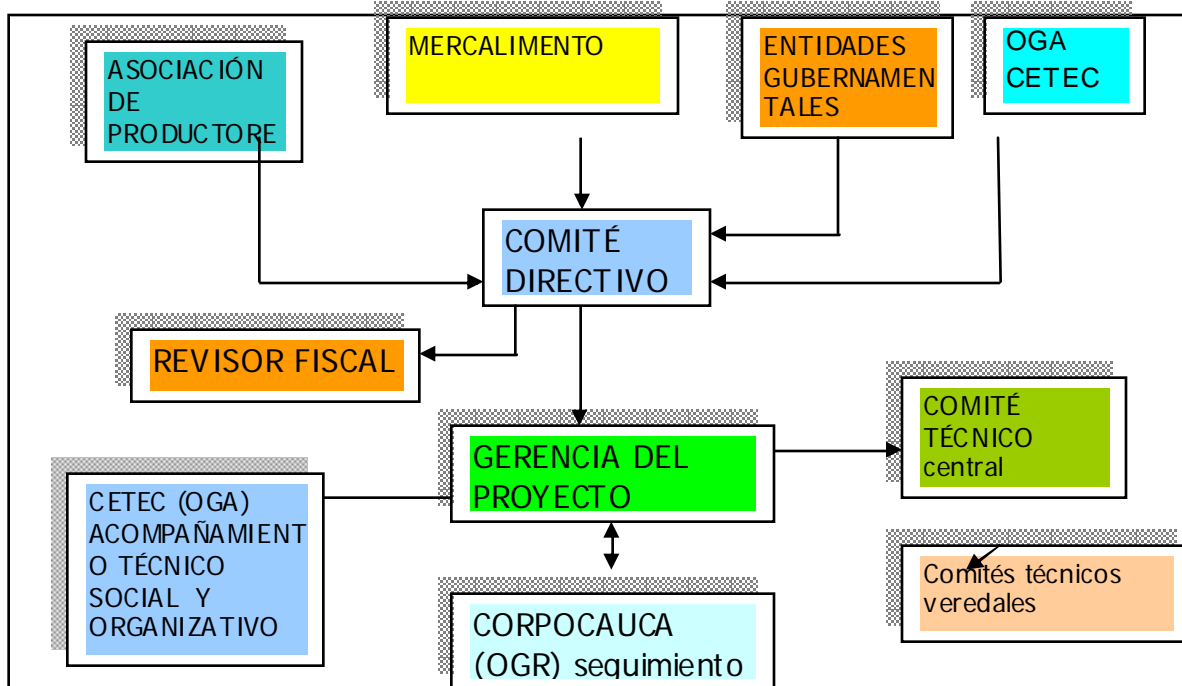 ASOCIACIÓN
DE
PRODUCTORE
MERCALIMENTO
ENTIDADES
GUBERNAMEN
TALES
OGA
CETEC
COMITÉ
DIRECTIVO
REVISOR FISCAL
COMITÉ
TÉCNICO
central
GERENCIA DEL
PROYECTO
CETEC (OGA)
ACOMPAÑAMIENT
O TÉCNICO
SOCIAL Y
ORGANIZATIVO
Comités técnicos
veredales
CORPOCAUCA
(OGR) seguimiento